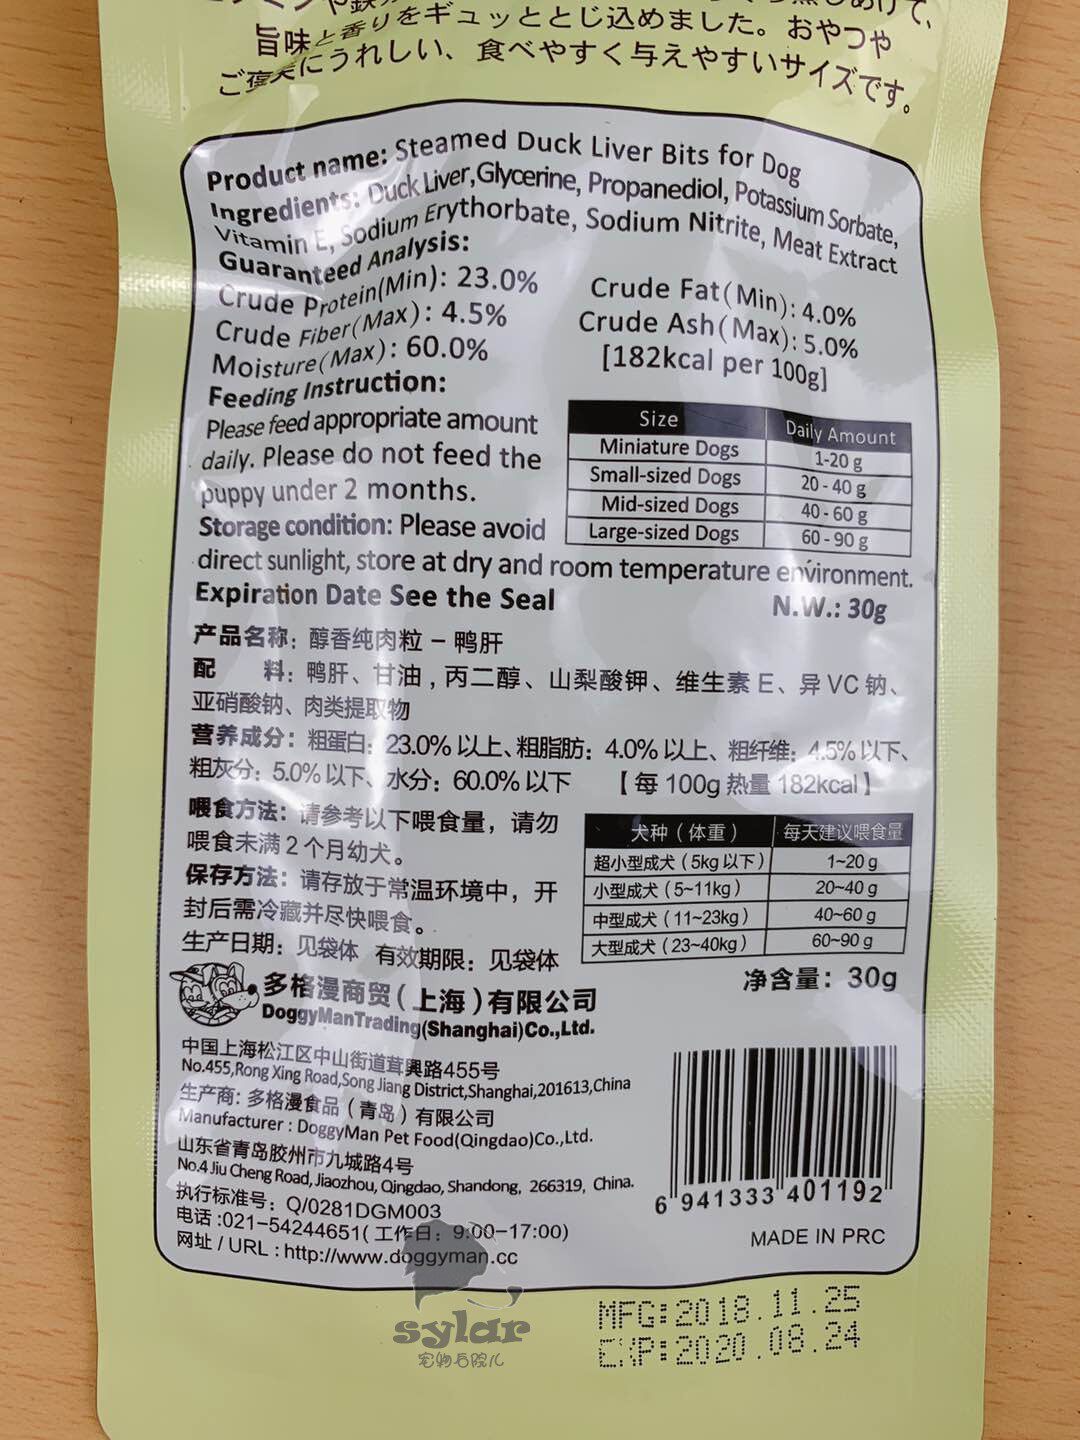 旨味と香りをギュッととじ込めました。おやつや
ご褒美にうれしい、食べやすく与えやすいサイズです。
Product name: Steamed Duck Liver Bits for Dog
Ingredients: Duck Liver, Glycerine, Propanediol, Potassium Sorbate,
Vitamin E, Sodium Erythorbate, Sodium Nitrite, Meat Extract
Guaranteed Analysis:
Crude Protein(Min): 23.0% Crude Fat(Min): 4.0%
Crude Fiber(Max): 4.5% Crude Ash(Max): 5.0%
Moisture(Max): 60.0% [182kcal per 100g]
Feeding Instruction:
Please feed appropriate amount
daily. Please do not feed the
puppy under 2 months.
Size Daily Amount
Miniature Dogs 1-20 g
Small-sized Dogs 20 - 40 g
Mid-sized Dogs 40 - 60 g
Large-sized Dogs 60 - 90 g
Storage condition: Please avoid
direct sunlight, store at dry and room temperature environment.
Expiration Date See the Seal N.W.: 30g
产品名称：醇香纯肉粒－鸭肝
配 料：鸭肝、甘油，丙二醇、山梨酸钾、维生素 E、异 VC 钠、
亚硝酸钠、肉类提取物
营养成分：粗蛋白：23.0% 以上、粗脂肪：4.0% 以上、粗纤维：4.5% 以下、
粗灰分：5.0% 以下、水分：60.0% 以下 【每 100g 热量 182kcal】
喂食方法：请参考以下喂食量，请勿
喂食未满 2 个月幼犬。
保存方法：请存放于常温环境中，开
封后需冷藏并尽快喂食。
生产日期：见袋体 有效期限：见袋体
犬种（体重） 每天建议喂食量
超小型成犬（5kg 以下） 1~20 g
小型成犬（5~11kg） 20~40 g
中型成犬（11~23kg） 40~60 g
大型成犬（23~40kg） 60~90 g
净含量：30g
多格漫商贸（上海）有限公司
DoggyManTrading(Shanghai)Co.,Ltd.
中国上海松江区中山街道茸興路455号
No.455,Rong Xing Road,Song Jiang District,Shanghai,201613,China
生产商：多格漫食品（青岛）有限公司
Manufacturer : DoggyMan Pet Food(Qingdao)Co.,Ltd.
山东省青岛胶州市九城路4号
No.4 Jiu Cheng Road, Jiaozhou, Qingdao, Shandong, 266319, China.
执行标准号：Q/0281DGM003
电话 :021-54244651( 工作日：9:00-17:00)
网址 / URL : http://www.doggyman.cc
6 941333 401192
MADE IN PRC
MFG:2018.11.25
EXP:2020.08.24
sylar